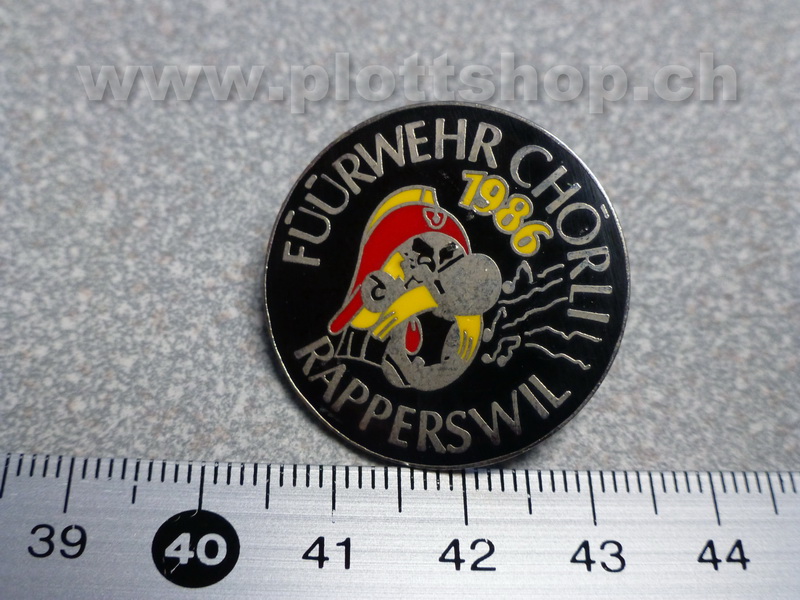 www.plottshop.ch
FÜÜRWEHR CHÖRLI
1986
RAPPERSWIL
39 40 41 42 43 44